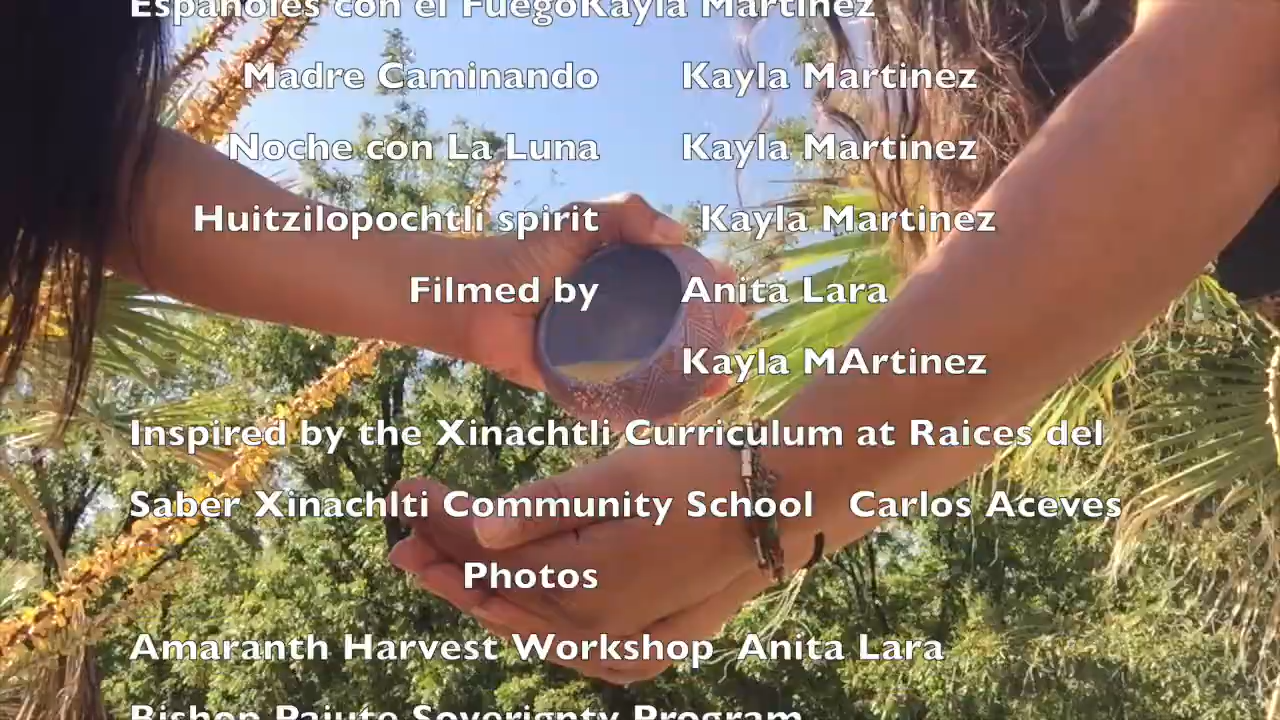 Españoles con el FuegoKayla Martinez
Madre Caminando Kayla Martinez
Noche con La Luna Kayla Martinez
Huitzilopochtli spirit Kayla Martinez
Filmed by Anita Lara
Kayla MArtinez
Inspired by the Xinachtli Curriculum at Raices del
Saber Xinachlti Community School Carlos Aceves
Photos
Amaranth Harvest Workshop Anita Lara
Bishop Paiute Soverignty Program